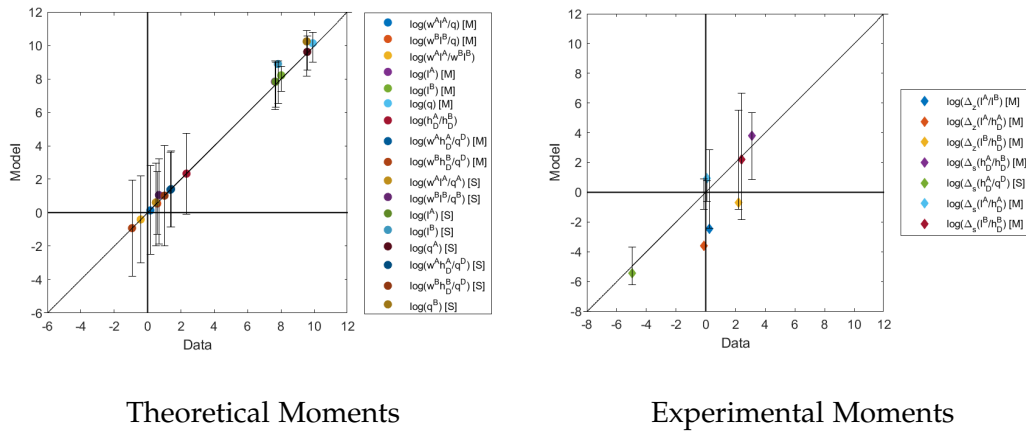 12
10
8
6
4
2
0
-2
-4
-6
Model
-6 -4 -2 0 2 4 6 8 10 12
Data
log(w^A l^A/q) [M]
log(w^B l^B/q) [M]
log(w^A l^A/w^B l^B)
log(l^A) [M]
log(l^B) [M]
log(q) [M]
log(h_D^A/h_D^B)
log(w^A h_D^A/q^D) [M]
log(w^B h_D^B/q^D) [M]
log(w^A l^A/q^A) [S]
log(w^B l^B/q^B) [S]
log(l^A) [S]
log(l^B) [S]
log(q^A) [S]
log(w^A h_D^A/q^D) [S]
log(w^B h_D^B/q^D) [S]
log(q^B) [S]
Theoretical Moments
12
10
8
6
4
2
0
-2
-4
-6
-8
Model
-8 -6 -4 -2 0 2 4 6 8 10 12
Data
log(Δ_z(l^A/l^B) [M]
log(Δ_z(l^A/h_D^A) [M]
log(Δ_z(l^B/h_D^B) [M]
log(Δ_s(h_D^A/h_D^B) [M]
log(Δ_s(h_D^A/q^D) [S]
log(Δ_s(l^A/h_D^A) [M]
log(Δ_s(l^B/h_D^B) [M]
Experimental Moments